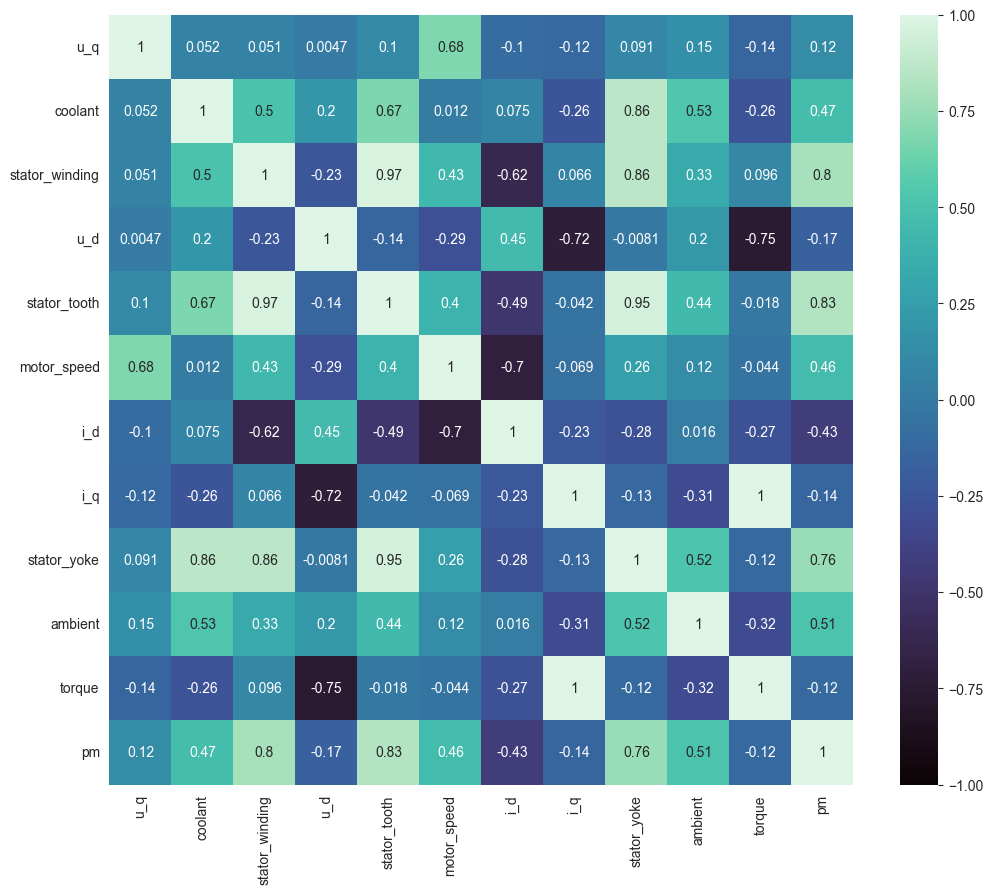 u_q 1 0.052 0.051 0.0047 0.1 0.68 -0.1 -0.12 0.091 0.15 -0.14 0.12
coolant 0.052 1 0.5 0.2 0.67 0.012 0.075 -0.26 0.86 0.53 -0.26 0.47
stator_winding 0.051 0.5 1 -0.23 0.97 0.43 -0.62 0.066 0.86 0.33 0.096 0.8
u_d 0.0047 0.2 -0.23 1 -0.14 -0.29 0.45 -0.72 -0.0081 0.2 -0.75 -0.17
stator_tooth 0.1 0.67 0.97 -0.14 1 0.4 -0.49 -0.042 0.95 0.44 -0.018 0.83
motor_speed 0.68 0.012 0.43 -0.29 0.4 1 -0.7 -0.069 0.26 0.12 -0.044 0.46
i_d -0.1 0.075 -0.62 0.45 -0.49 -0.7 1 -0.23 -0.28 0.016 -0.27 -0.43
i_q -0.12 -0.26 0.066 -0.72 -0.042 -0.069 -0.23 1 -0.13 -0.31 1 -0.14
stator_yoke 0.091 0.86 0.86 -0.0081 0.95 0.26 -0.28 -0.13 1 0.52 -0.12 0.76
ambient 0.15 0.53 0.33 0.2 0.44 0.12 0.016 -0.31 0.52 1 -0.32 0.51
torque -0.14 -0.26 0.096 -0.75 -0.018 -0.044 -0.27 1 -0.12 -0.32 1 -0.12
pm 0.12 0.47 0.8 -0.17 0.83 0.46 -0.43 -0.14 0.76 0.51 -0.12 1
u_q coolant stator_winding u_d stator_tooth motor_speed i_d i_q stator_yoke ambient torque pm
1.00
0.75
0.50
0.25
0.00
−0.25
−0.50
−0.75
−1.00